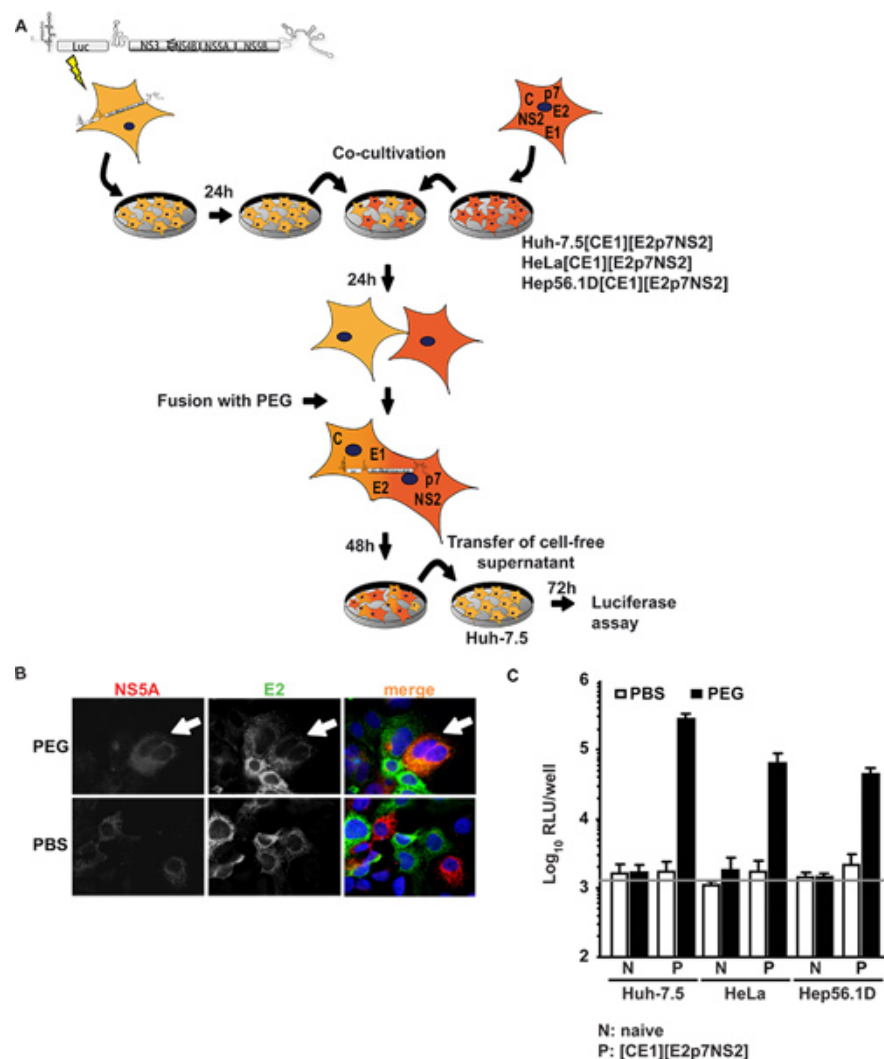 A
Luc NS3 NS4B NS5A NS5B
C p7
NS2 E2
E1
Co-cultivation
24h
Huh-7.5[CE1][E2p7NS2]
HeLa[CE1][E2p7NS2]
Hep56.1D[CE1][E2p7NS2]
24h
Fusion with PEG
C
E1
E2
p7
NS2
48h
Transfer of cell-free
supernatant
72h
Luciferase
assay
Huh-7.5
B
NS5A E2 merge
PEG
PBS
C
PBS PEG
Log10 RLU/well
6
5
4
3
2
N P N P N P
Huh-7.5 HeLa Hep56.1D
N: naive
P: [CE1][E2p7NS2]